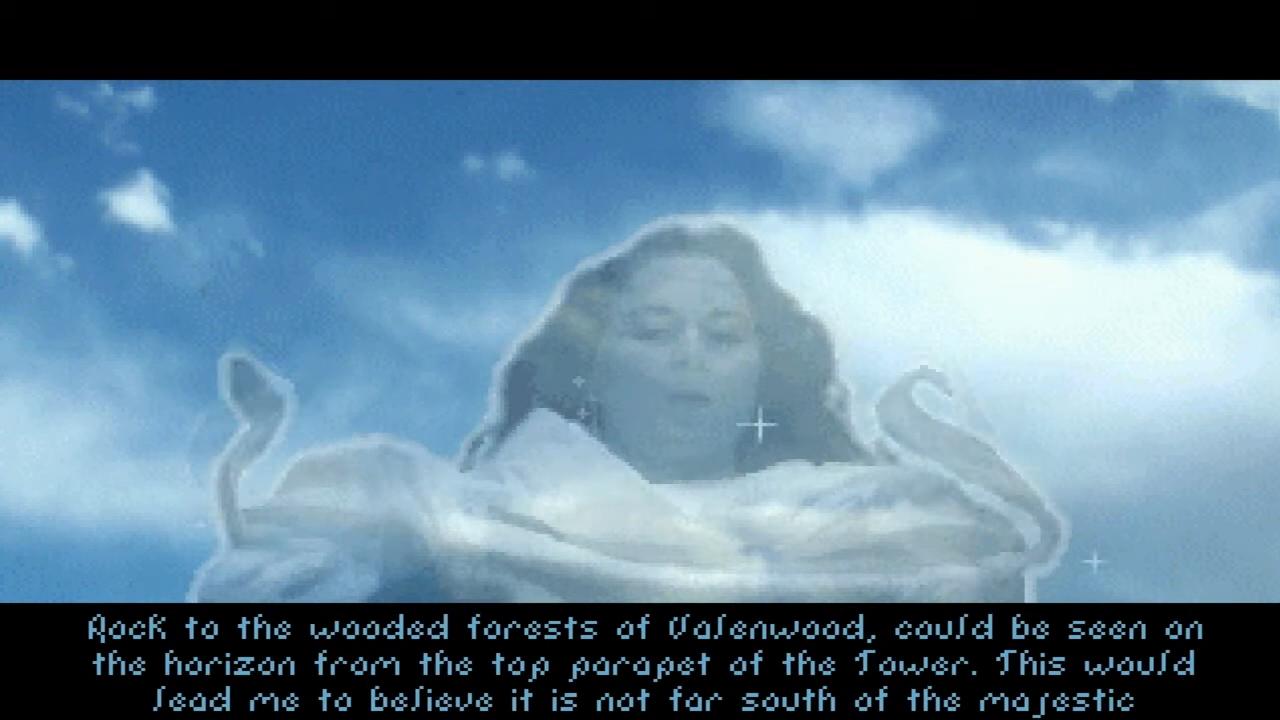 Rock to the wooded forests of Valenwood, could be seen on
the horizon from the top parapet of the Tower. This would
lead me to believe it is not far south of the majestic